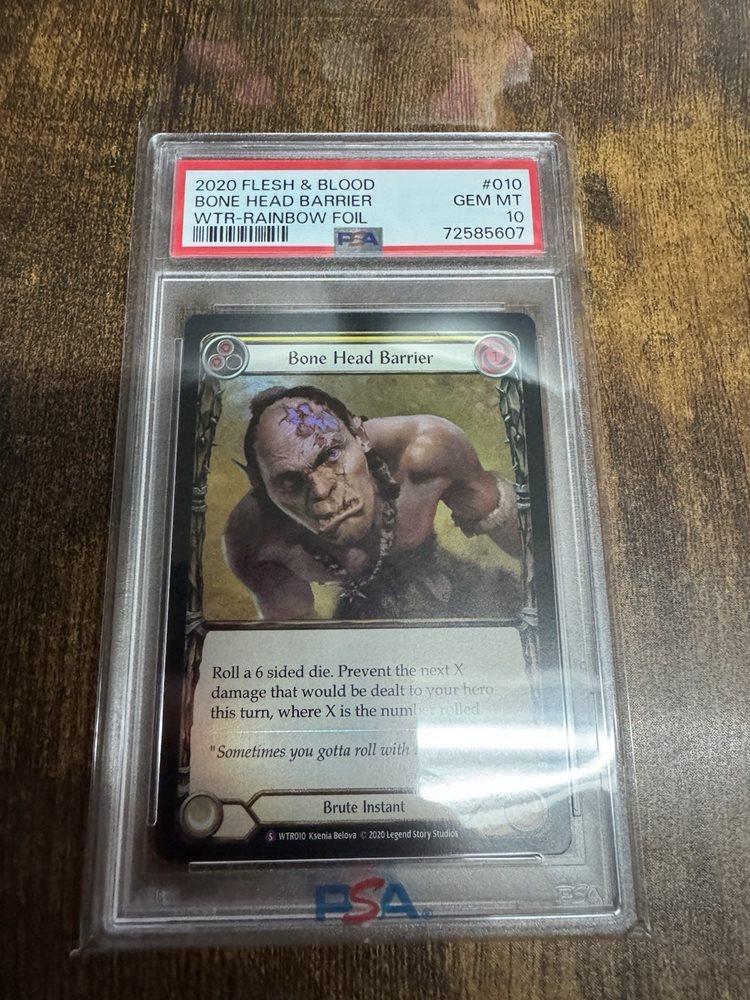 2020 FLESH & BLOOD #010
BONE HEAD BARRIER GEM MT
WTR-RAINBOW FOIL 10
PSA 72585607
Bone Head Barrier 1
Roll a 6 sided die. Prevent the next X
damage that would be dealt to your hero
this turn, where X is the number rolled
"Sometimes you gotta roll with
Brute Instant
S WTR010 Ksenia Belova © 2020 Legend Story Studios
PSA®
PSA